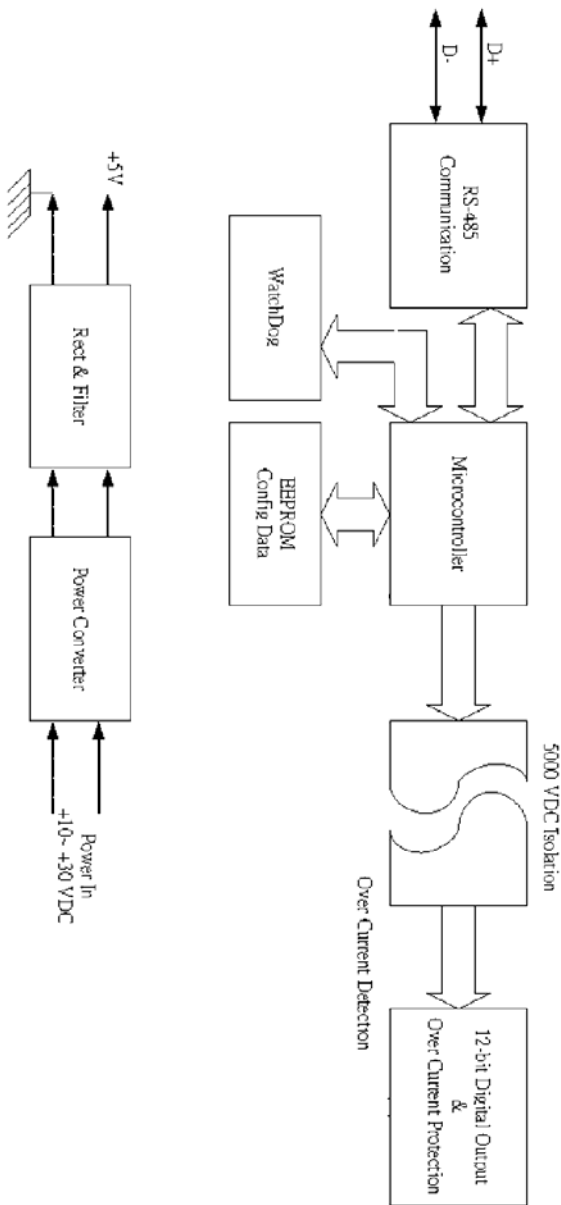 D+
D-
RS-485
Communication
Microcontroller
5000 VDC Isolation
12-bit Digital Output
&
Over Current Protection
Over Current Detection
WatchDog
EEPROM
Config Data
+5V
Rect & Filter
Power Converter
Power In
+10~ +30 VDC